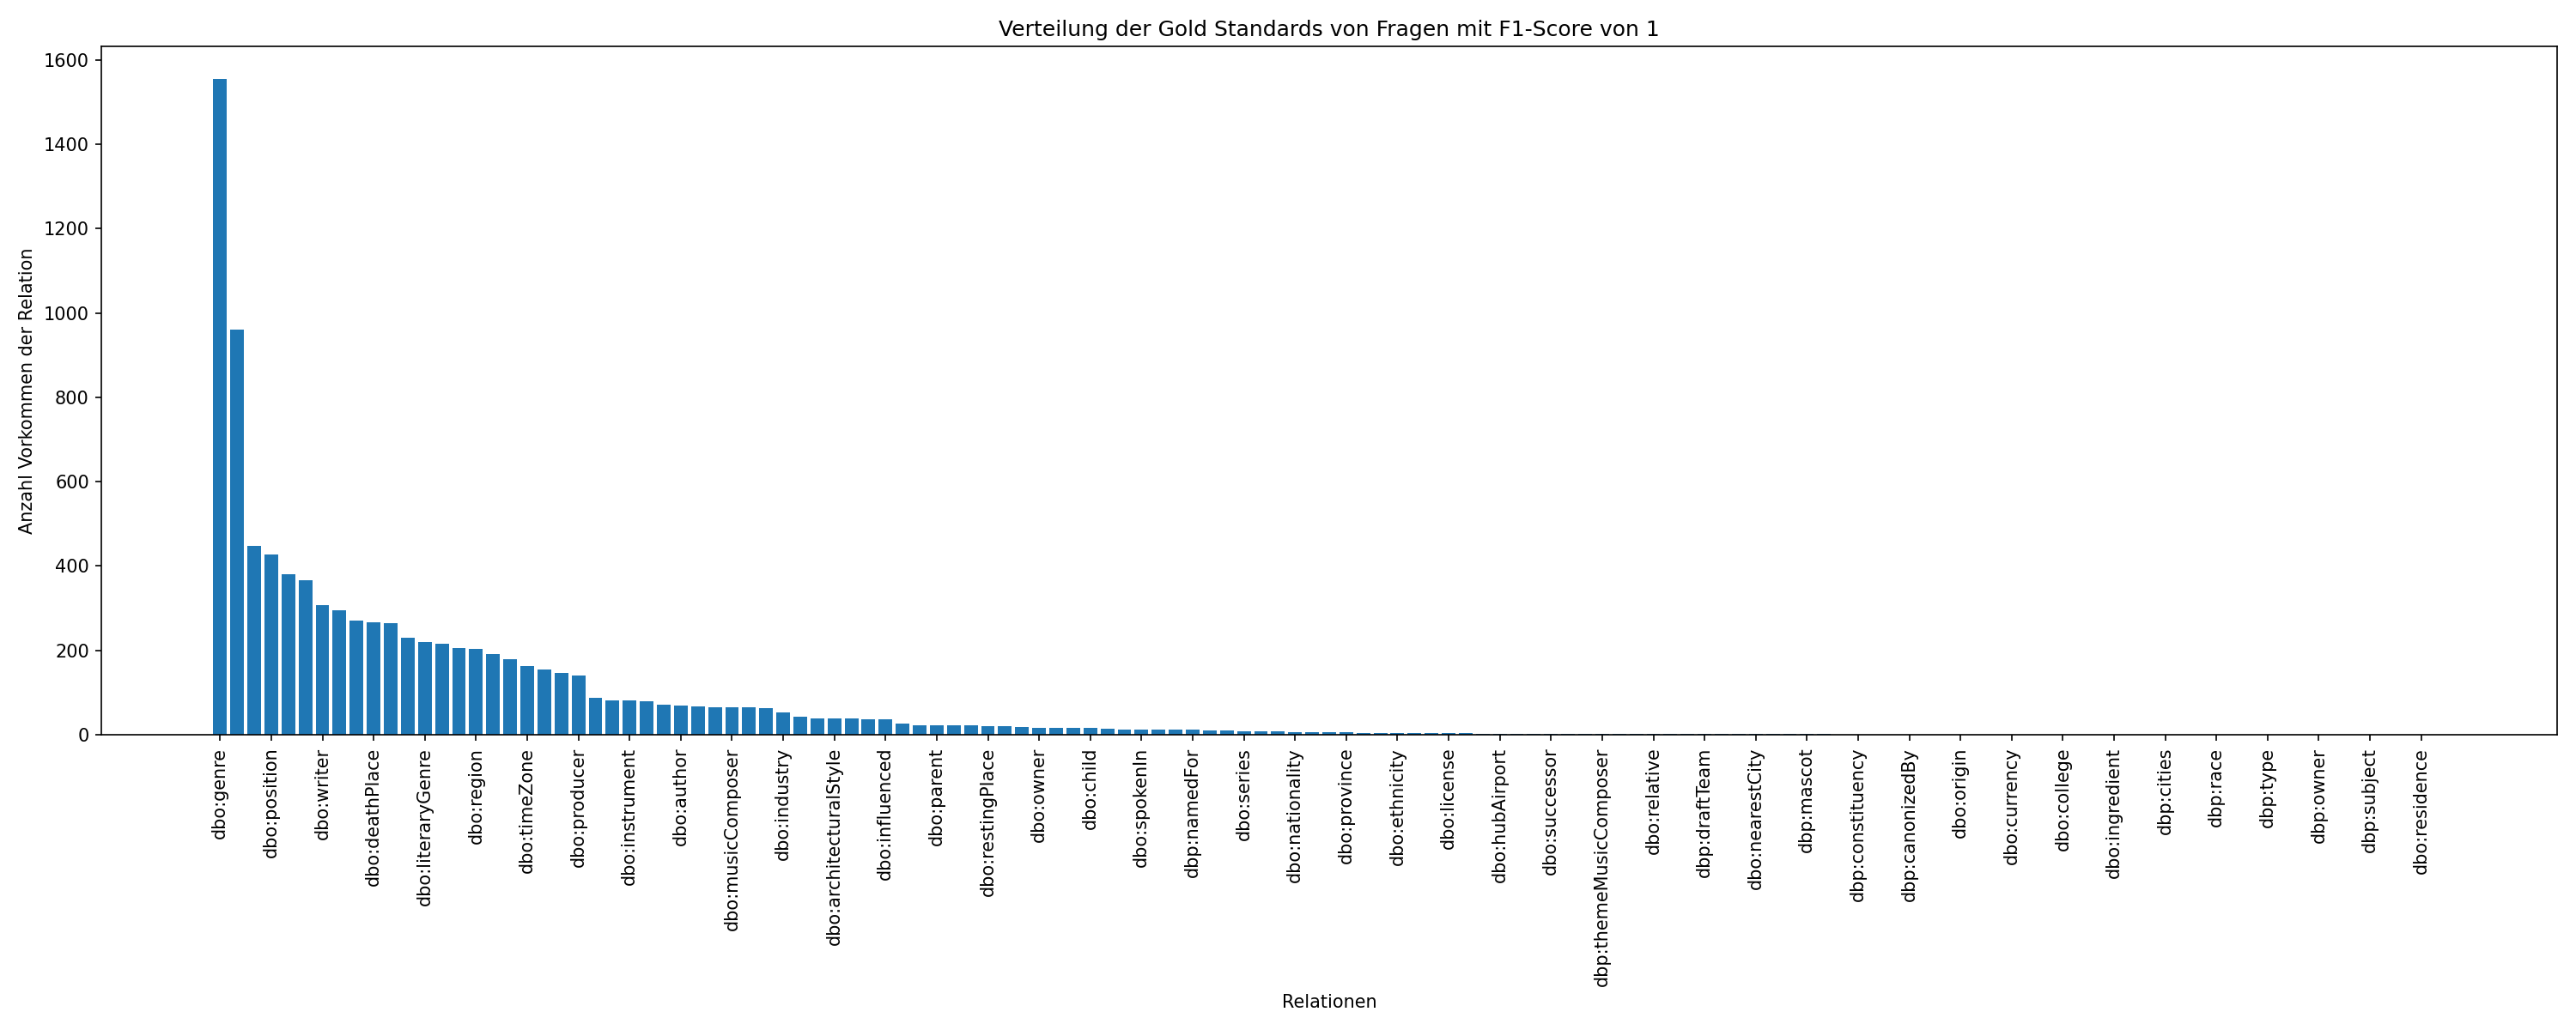 Verteilung der Gold Standards von Fragen mit F1-Score von 1
Anzahl Vorkommen der Relation
1600
1400
1200
1000
800
600
400
200
0
dbo:genre
dbo:position
dbo:writer
dbo:deathPlace
dbo:literaryGenre
dbo:region
dbo:timeZone
dbo:producer
dbo:instrument
dbo:author
dbo:musicComposer
dbo:industry
dbo:architecturalStyle
dbo:influenced
dbo:parent
dbo:restingPlace
dbo:owner
dbo:child
dbo:spokenIn
dbp:namedFor
dbo:series
dbo:nationality
dbo:province
dbo:ethnicity
dbo:license
dbo:hubAirport
dbo:successor
dbp:themeMusicComposer
dbo:relative
dbp:draftTeam
dbo:nearestCity
dbp:mascot
dbp:constituency
dbp:canonizedBy
dbo:origin
dbo:currency
dbo:college
dbo:ingredient
dbp:cities
dbp:race
dbp:type
dbp:owner
dbp:subject
dbo:residence
Relationen